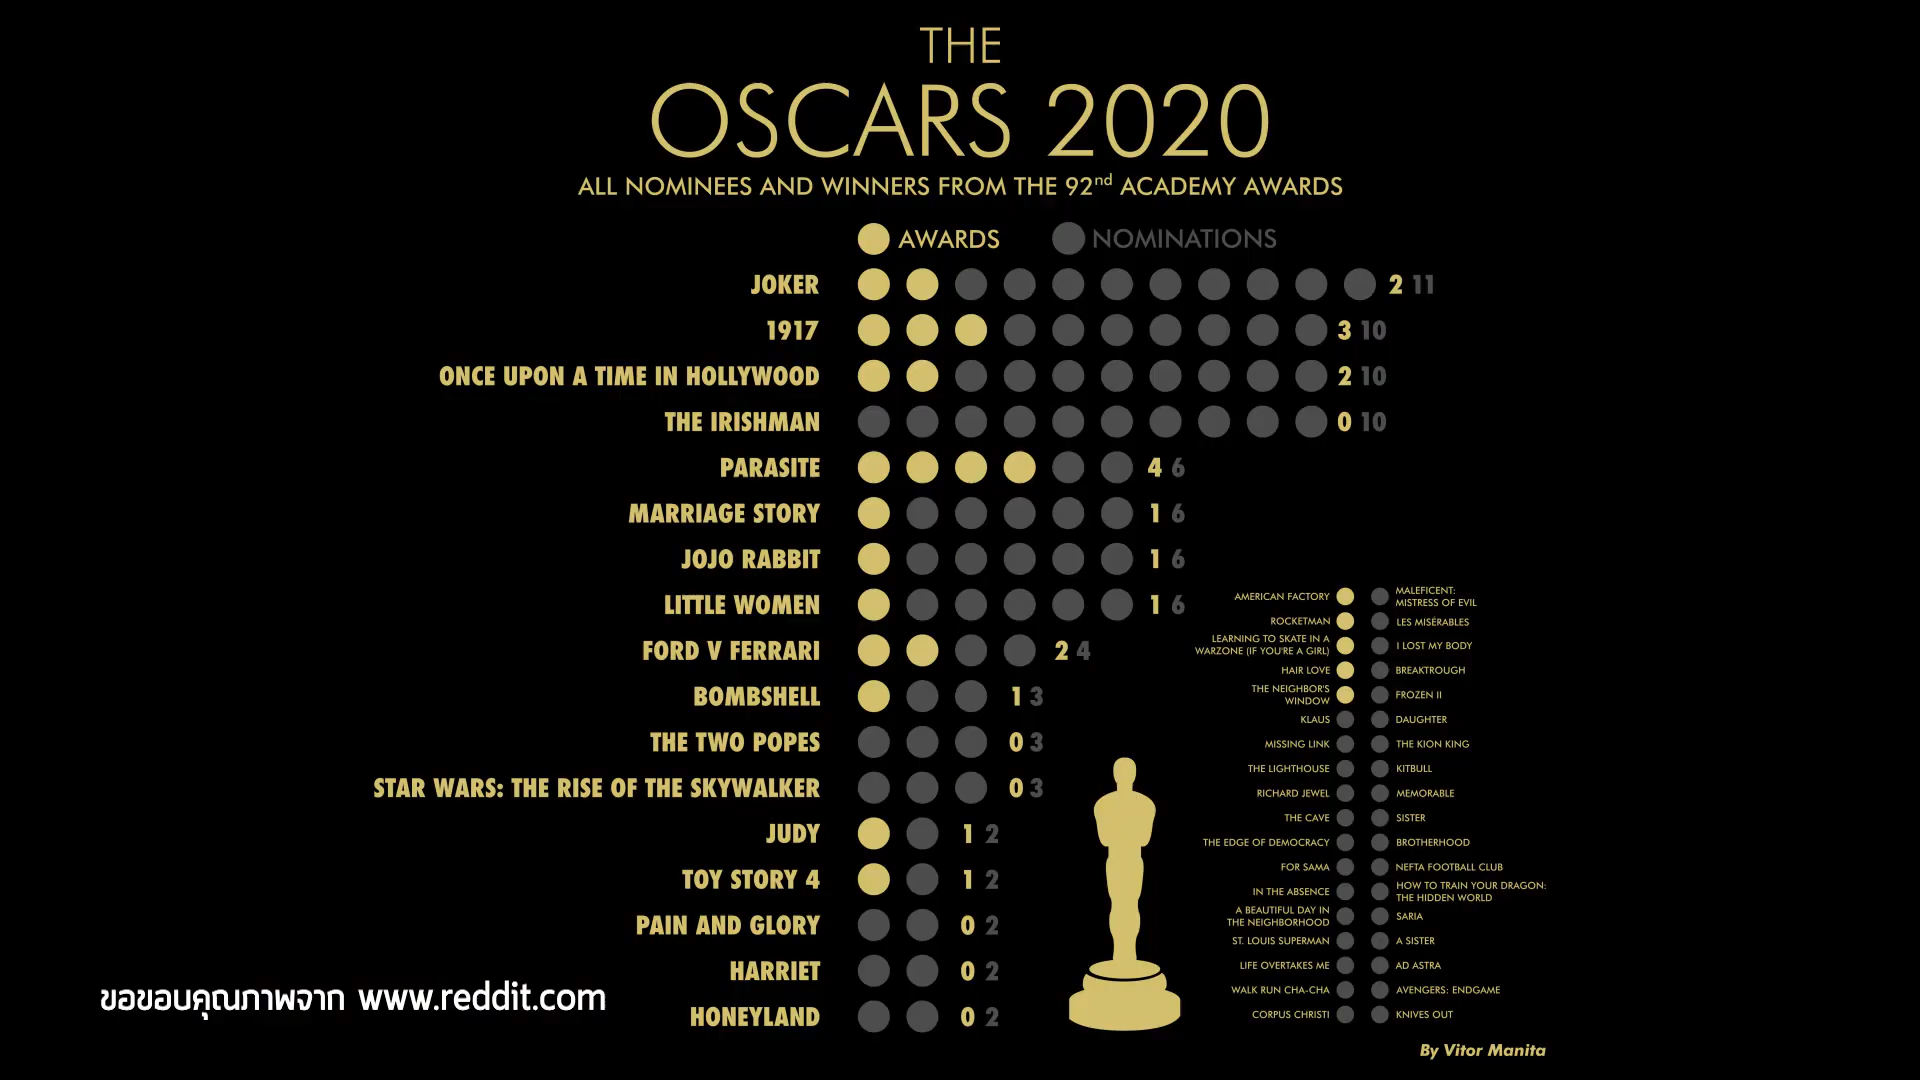 THE
OSCARS 2020
ALL NOMINEES AND WINNERS FROM THE 92nd ACADEMY AWARDS
AWARDS NOMINATIONS
JOKER 2 11
1917 3 10
ONCE UPON A TIME IN HOLLYWOOD 2 10
THE IRISHMAN 0 10
PARASITE 4 6
MARRIAGE STORY 1 6
JOJO RABBIT 1 6
LITTLE WOMEN 1 6
FORD V FERRARI 2 4
BOMBSHELL 1 3
THE TWO POPES 0 3
STAR WARS: THE RISE OF THE SKYWALKER 0 3
JUDY 1 2
TOY STORY 4 1 2
PAIN AND GLORY 0 2
HARRIET 0 2
HONEYLAND 0 2
AMERICAN FACTORY
ROCKETMAN
LEARNING TO SKATE IN A
WARZONE (IF YOU'RE A GIRL)
HAIR LOVE
THE NEIGHBOR'S
WINDOW
KLAUS
MISSING LINK
THE LIGHTHOUSE
RICHARD JEWEL
THE CAVE
THE EDGE OF DEMOCRACY
FOR SAMA
IN THE ABSENCE
A BEAUTIFUL DAY IN
THE NEIGHBORHOOD
ST. LOUIS SUPERMAN
LIFE OVERTAKES ME
WALK RUN CHA-CHA
CORPUS CHRISTI
MALEFICENT:
MISTRESS OF EVIL
LES MISÉRABLES
I LOST MY BODY
BREAKTROUGH
FROZEN II
DAUGHTER
THE KION KING
KITBULL
MEMORABLE
SISTER
BROTHERHOOD
NEFTA FOOTBALL CLUB
HOW TO TRAIN YOUR DRAGON:
THE HIDDEN WORLD
SARIA
A SISTER
AD ASTRA
AVENGERS: ENDGAME
KNIVES OUT
By Vitor Manita
ขอขอบคุณภาพจาก www.reddit.com